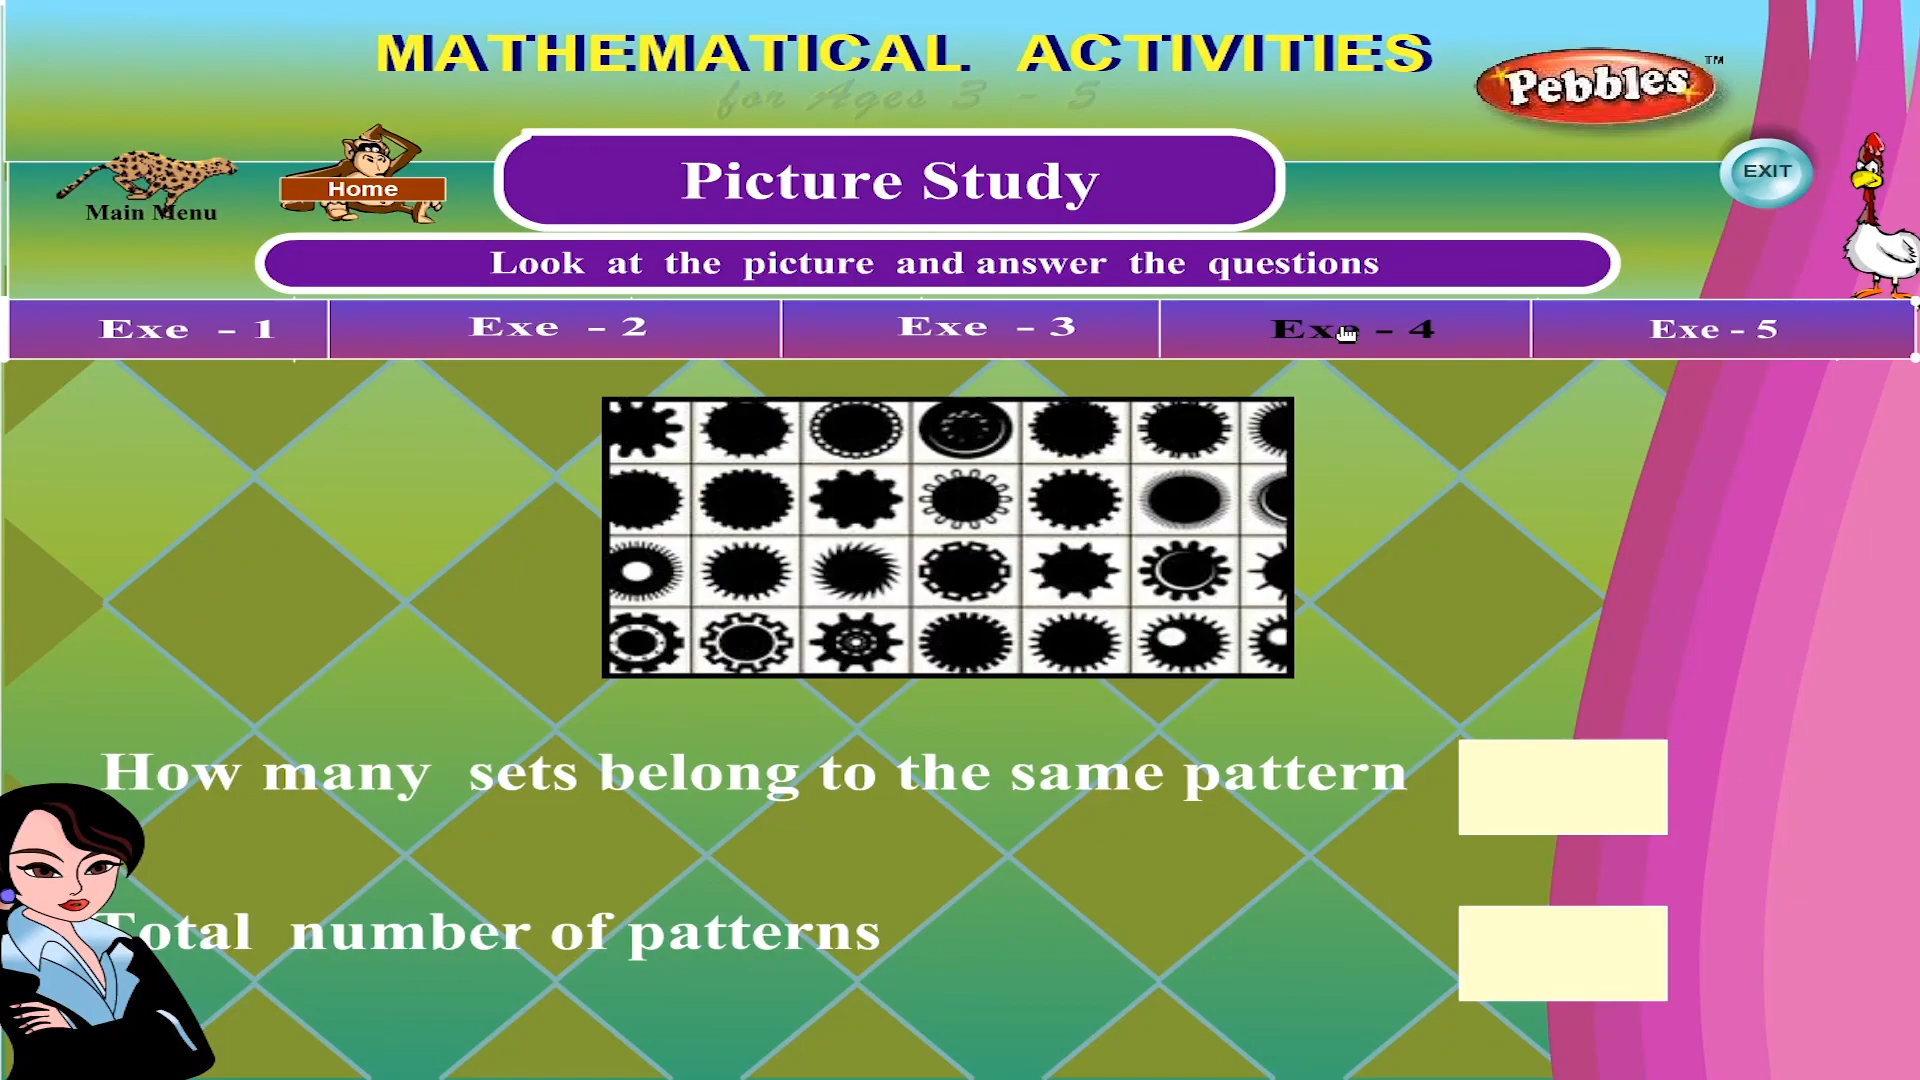 MATHEMATICAL ACTIVITIES
for Ages 3 - 5
Pebbles™
Main Menu
Home
Picture Study
EXIT
Look at the picture and answer the questions
Exe - 1
Exe - 2
Exe - 3
Exe - 4
Exe - 5
How many sets belong to the same pattern
Total number of patterns